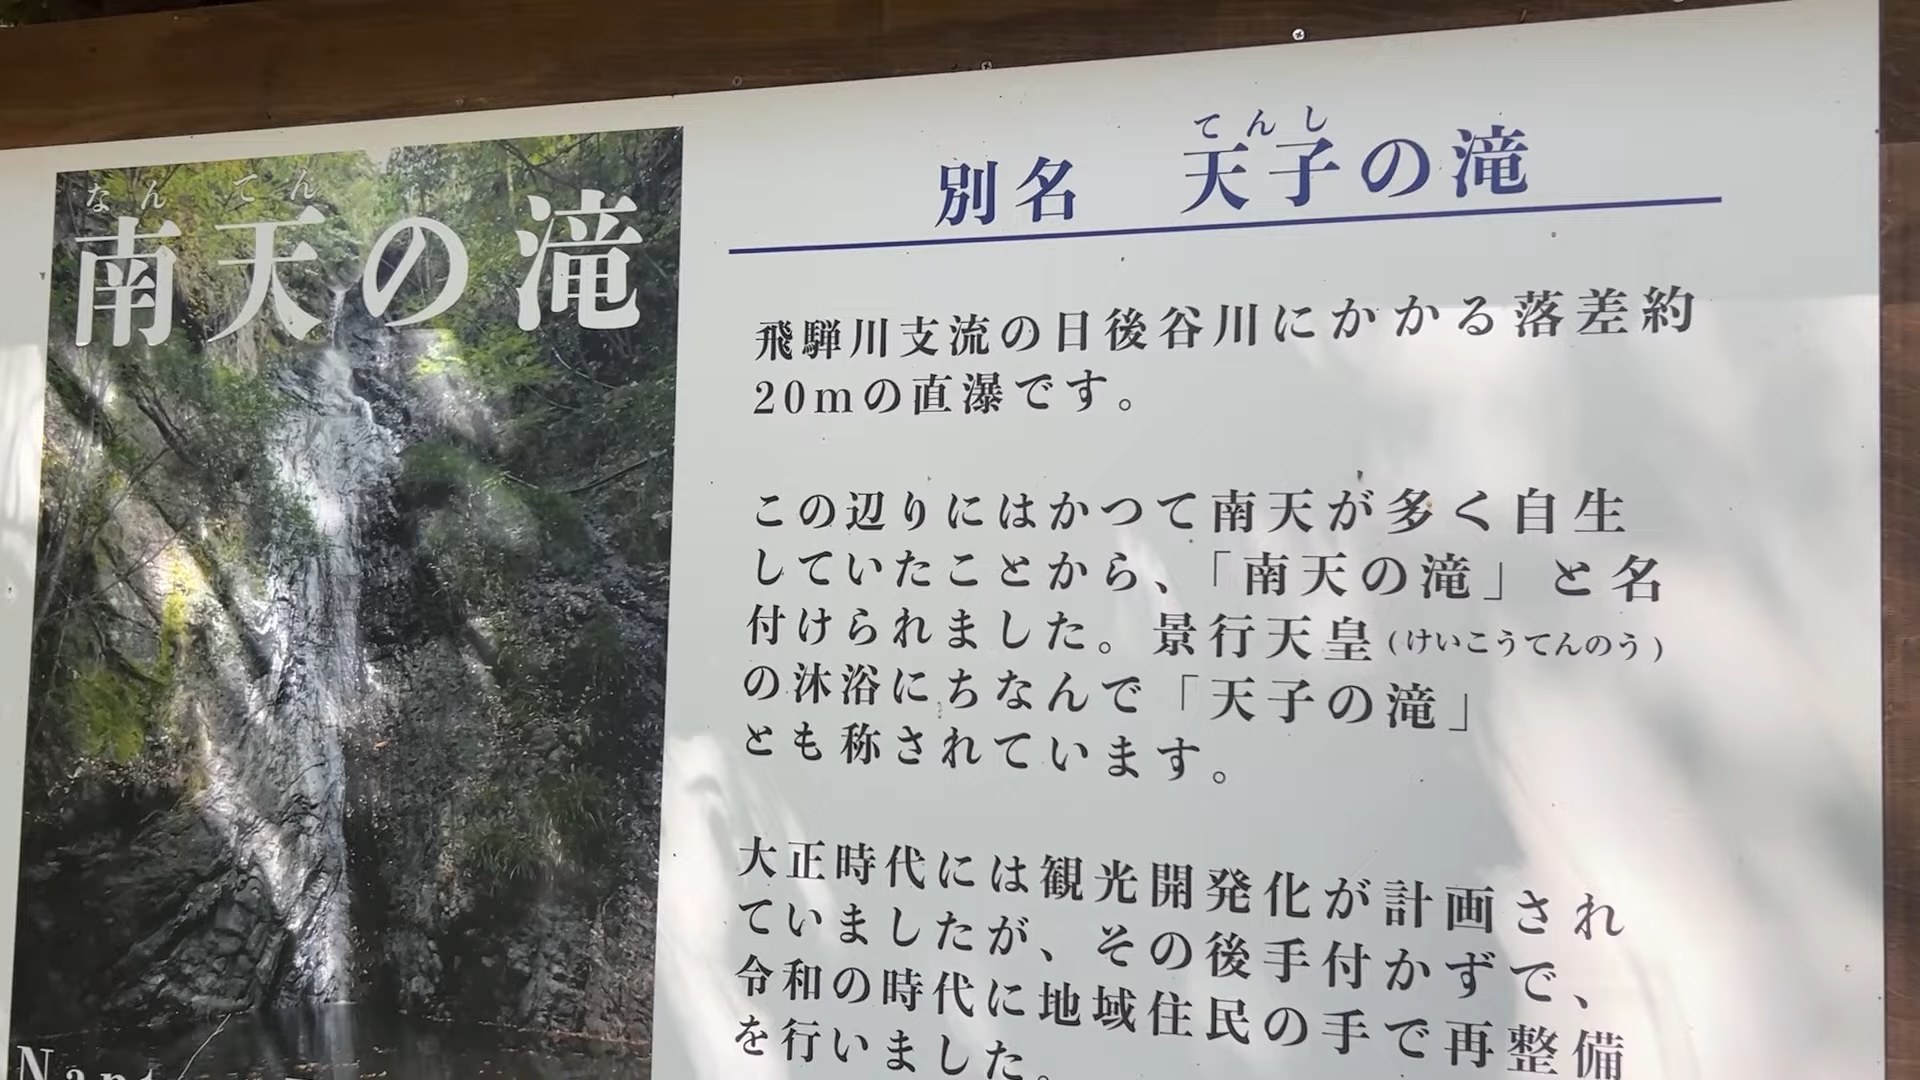 なんてん
南天の滝
別名 天子の滝
てんし
飛騨川支流の日後谷川にかかる落差約
20mの直瀑です。
この辺りにはかつて南天が多く自生
していたことから、「南天の滝」と名
付けられました。景行天皇(けいこうてんのう)
の沐浴にちなんで「天子の滝」
とも称されています。
大正時代には観光開発化が計画され
ていましたが、その後手付かずで、
令和の時代に地域住民の手で再整備
を行いました。